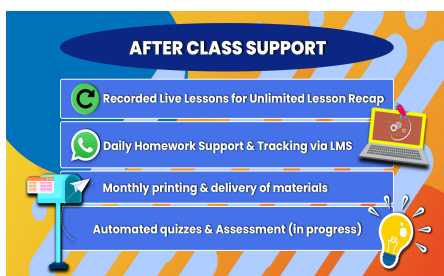 AFTER CLASS SUPPORT
Recorded Live Lessons for Unlimited Lesson Recap
Daily Homework Support & Tracking via LMS
Monthly printing & delivery of materials
Automated quizzes & Assessment (in progress)